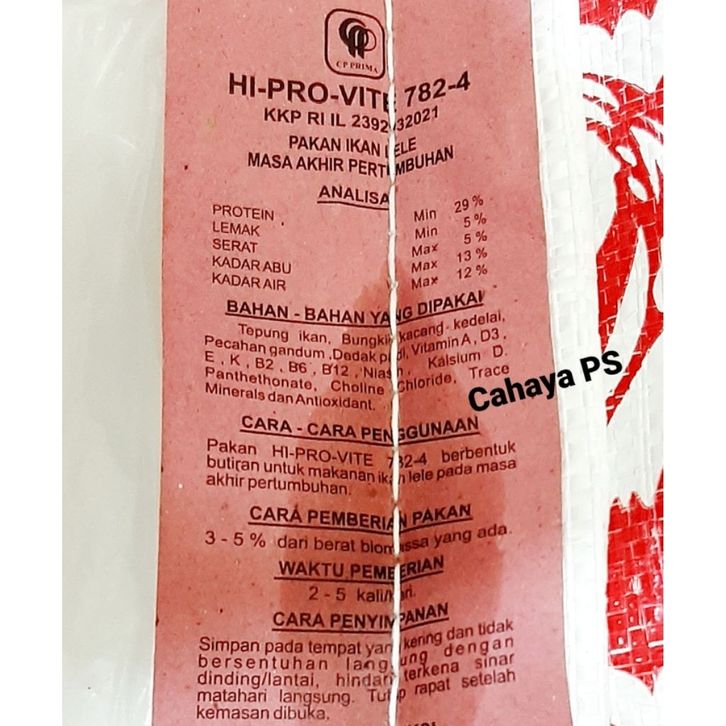 CP PRIMA
HI-PRO-VITE 782-4
KKP RI IL 2392432021
PAKAN IKAN LELE
MASA AKHIR PERTUMBUHAN
ANALISA
PROTEIN Min 29 %
LEMAK Min 5 %
SERAT Max 5 %
KADAR ABU Max 13 %
KADAR AIR Max 12 %
BAHAN - BAHAN YANG DIPAKAI
Tepung ikan, Bungkil kacang - kedelai,
Pecahan gandum ,Dedak padi, Vitamin A , D3 ,
E , K , B2 , B6 , B12 , Niasin , Kalsium D.
Panthethonate, Choline Chloride, Trace
Minerals dan Antioxidant.
Cahaya PS
CARA - CARA PENGGUNAAN
Pakan HI-PRO-VITE 782-4 berbentuk
butiran untuk makanan ikan lele pada masa
akhir pertumbuhan.
CARA PEMBERIAN PAKAN
3 - 5 % dari berat biomassa yang ada.
WAKTU PEMBERIAN
2 - 5 kali/hari.
CARA PENYIMPANAN
Simpan pada tempat yang kering dan tidak
bersentuhan langsung dengan
dinding/lantai, hindari terkena sinar
matahari langsung. Tutup rapat setelah
kemasan dibuka.